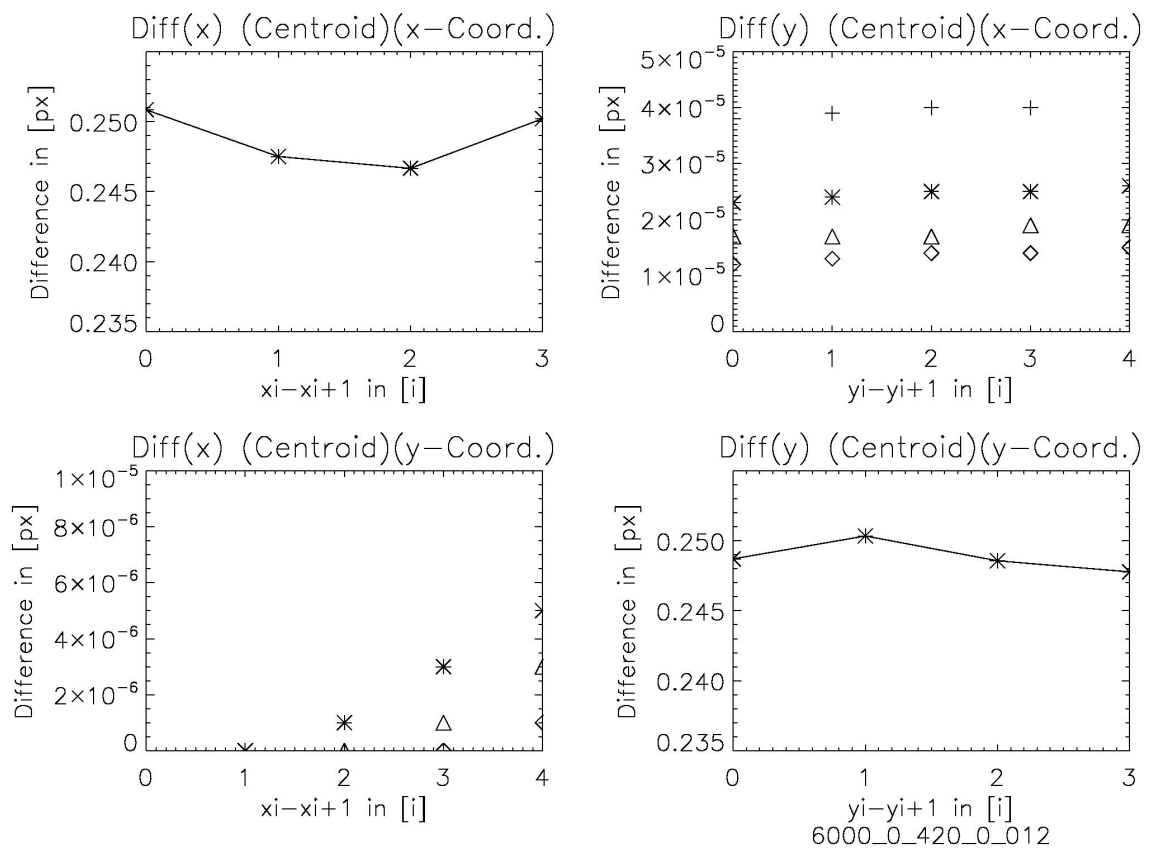 Diff(x) (Centroid)(x-Coord.)
Difference in [px]
0.250
0.245
0.240
0.235
0 1 2 3
xi-xi+1 in [i]
Diff(y) (Centroid)(x-Coord.)
Difference in [px]
5×10⁻⁵
4×10⁻⁵
3×10⁻⁵
2×10⁻⁵
1×10⁻⁵
0
0 1 2 3 4
yi-yi+1 in [i]
Diff(x) (Centroid)(y-Coord.)
Difference in [px]
1×10⁻⁵
8×10⁻⁶
6×10⁻⁶
4×10⁻⁶
2×10⁻⁶
0
0 1 2 3 4
xi-xi+1 in [i]
Diff(y) (Centroid)(y-Coord.)
Difference in [px]
0.250
0.245
0.240
0.235
0 1 2 3
yi-yi+1 in [i]
6000_0_420_0_012